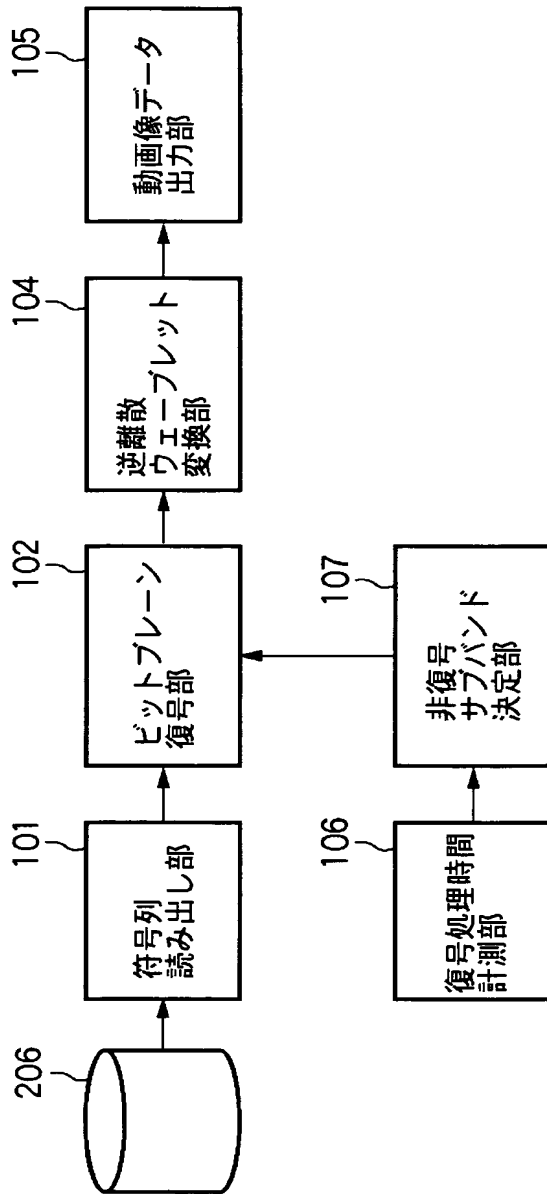 206
101
符号列
読み出し部
102
ビットプレーン
復号部
104
逆離散
ウェーブレット
変換部
105
動画像データ
出力部
106
復号処理時間
計測部
107
非復号
サブバンド
決定部